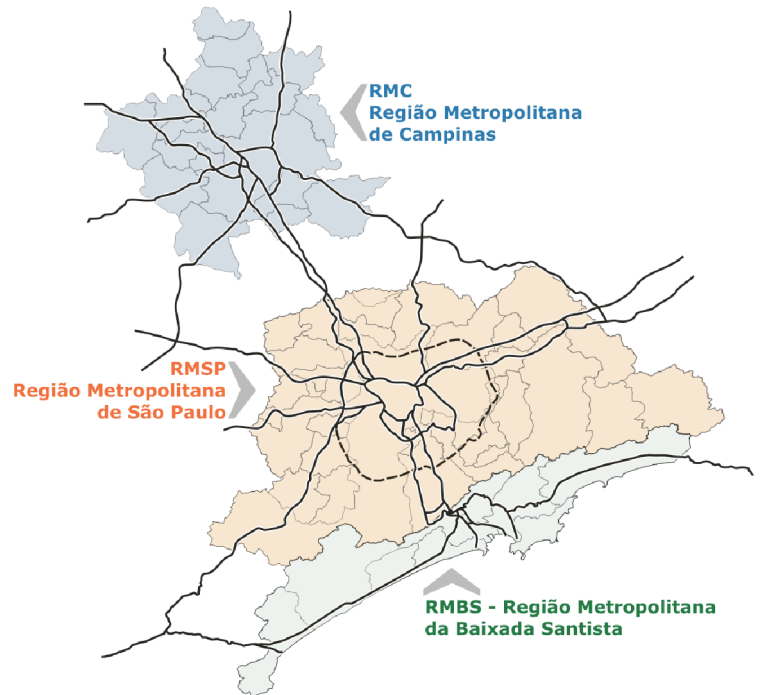 RMC
Região Metropolitana
de Campinas
RMSP
Região Metropolitana
de São Paulo
RMBS - Região Metropolitana
da Baixada Santista